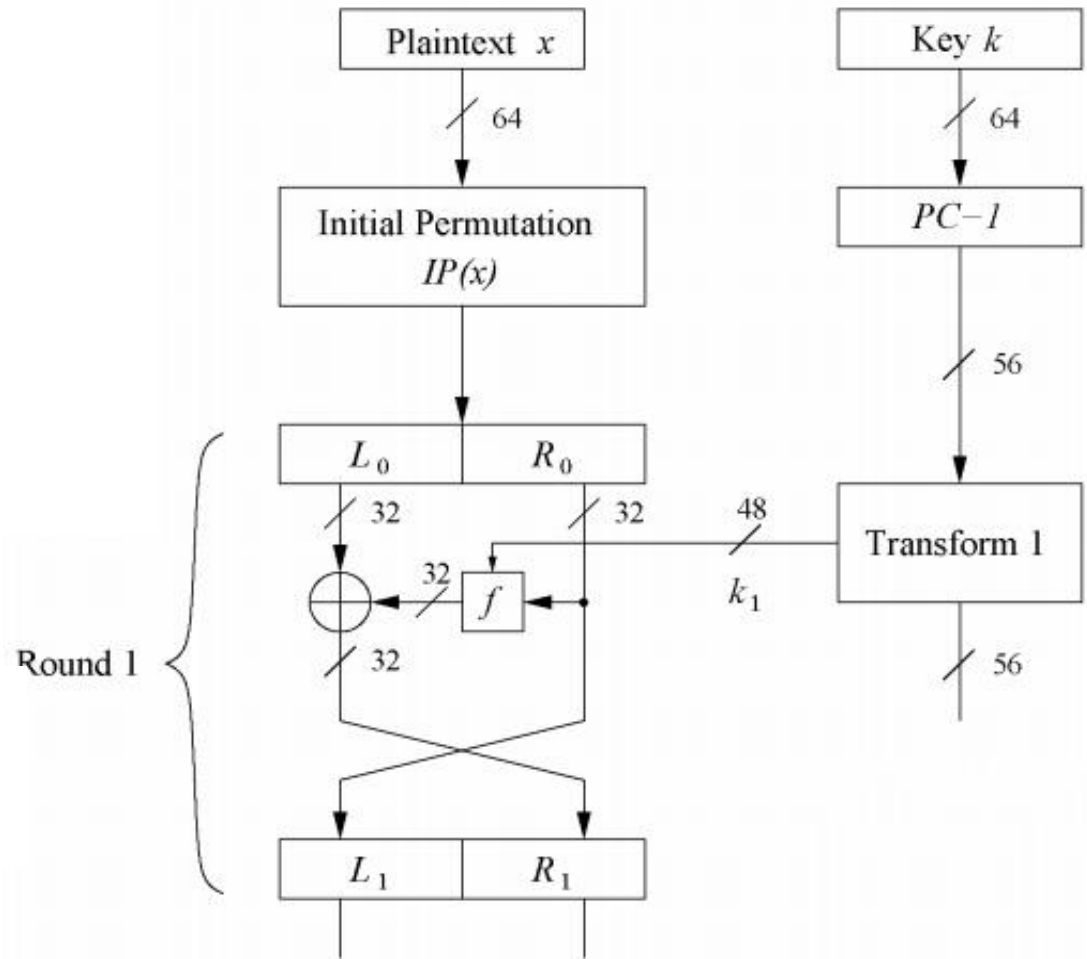 Plaintext x
Key k
64
64
Initial Permutation
IP(x)
PC-1
56
L0
R0
32
32
48
Transform 1
32
f
k1
32
56
Round 1
L1
R1